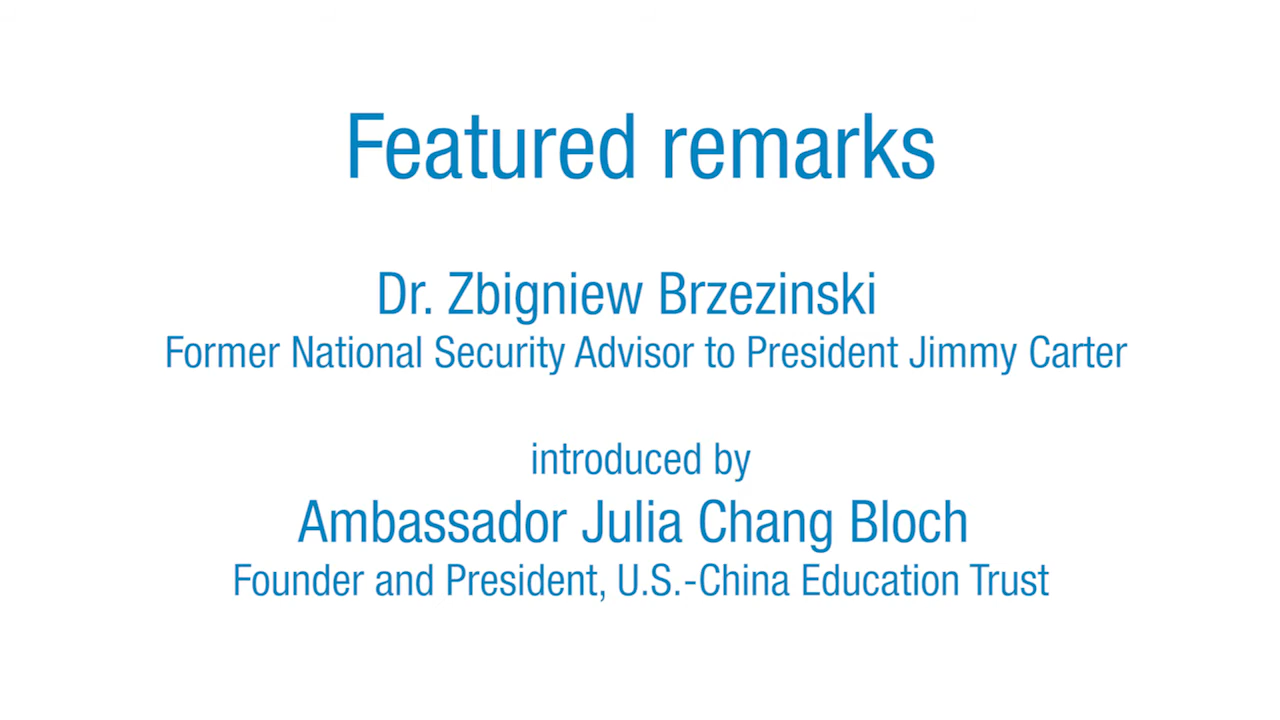 Featured remarks
Dr. Zbigniew Brzezinski
Former National Security Advisor to President Jimmy Carter
introduced by
Ambassador Julia Chang Bloch
Founder and President, U.S.-China Education Trust